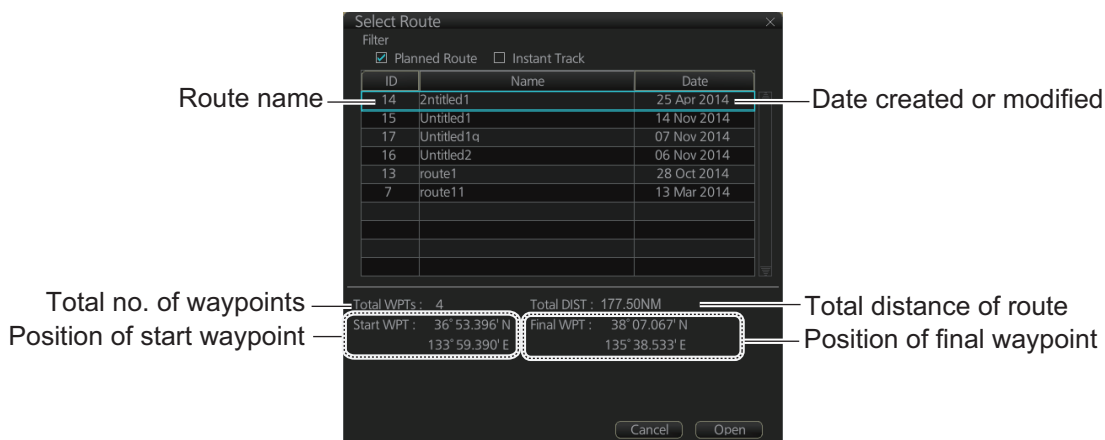 Select Route
Filter
Planned Route Instant Track
ID Name Date
Route name 14 2ntitled1 25 Apr 2014 Date created or modified
15 Untitled1 14 Nov 2014
17 Untitled1q 07 Nov 2014
16 Untitled2 06 Nov 2014
13 route1 28 Oct 2014
7 route11 13 Mar 2014
Total no. of waypoints Total WPTs : 4 Total DIST : 177.50NM Total distance of route
Position of start waypoint Start WPT : 36°53.396' N Final WPT : 38°07.067' N Position of final waypoint
133°59.390' E 135°38.533' E
Cancel Open